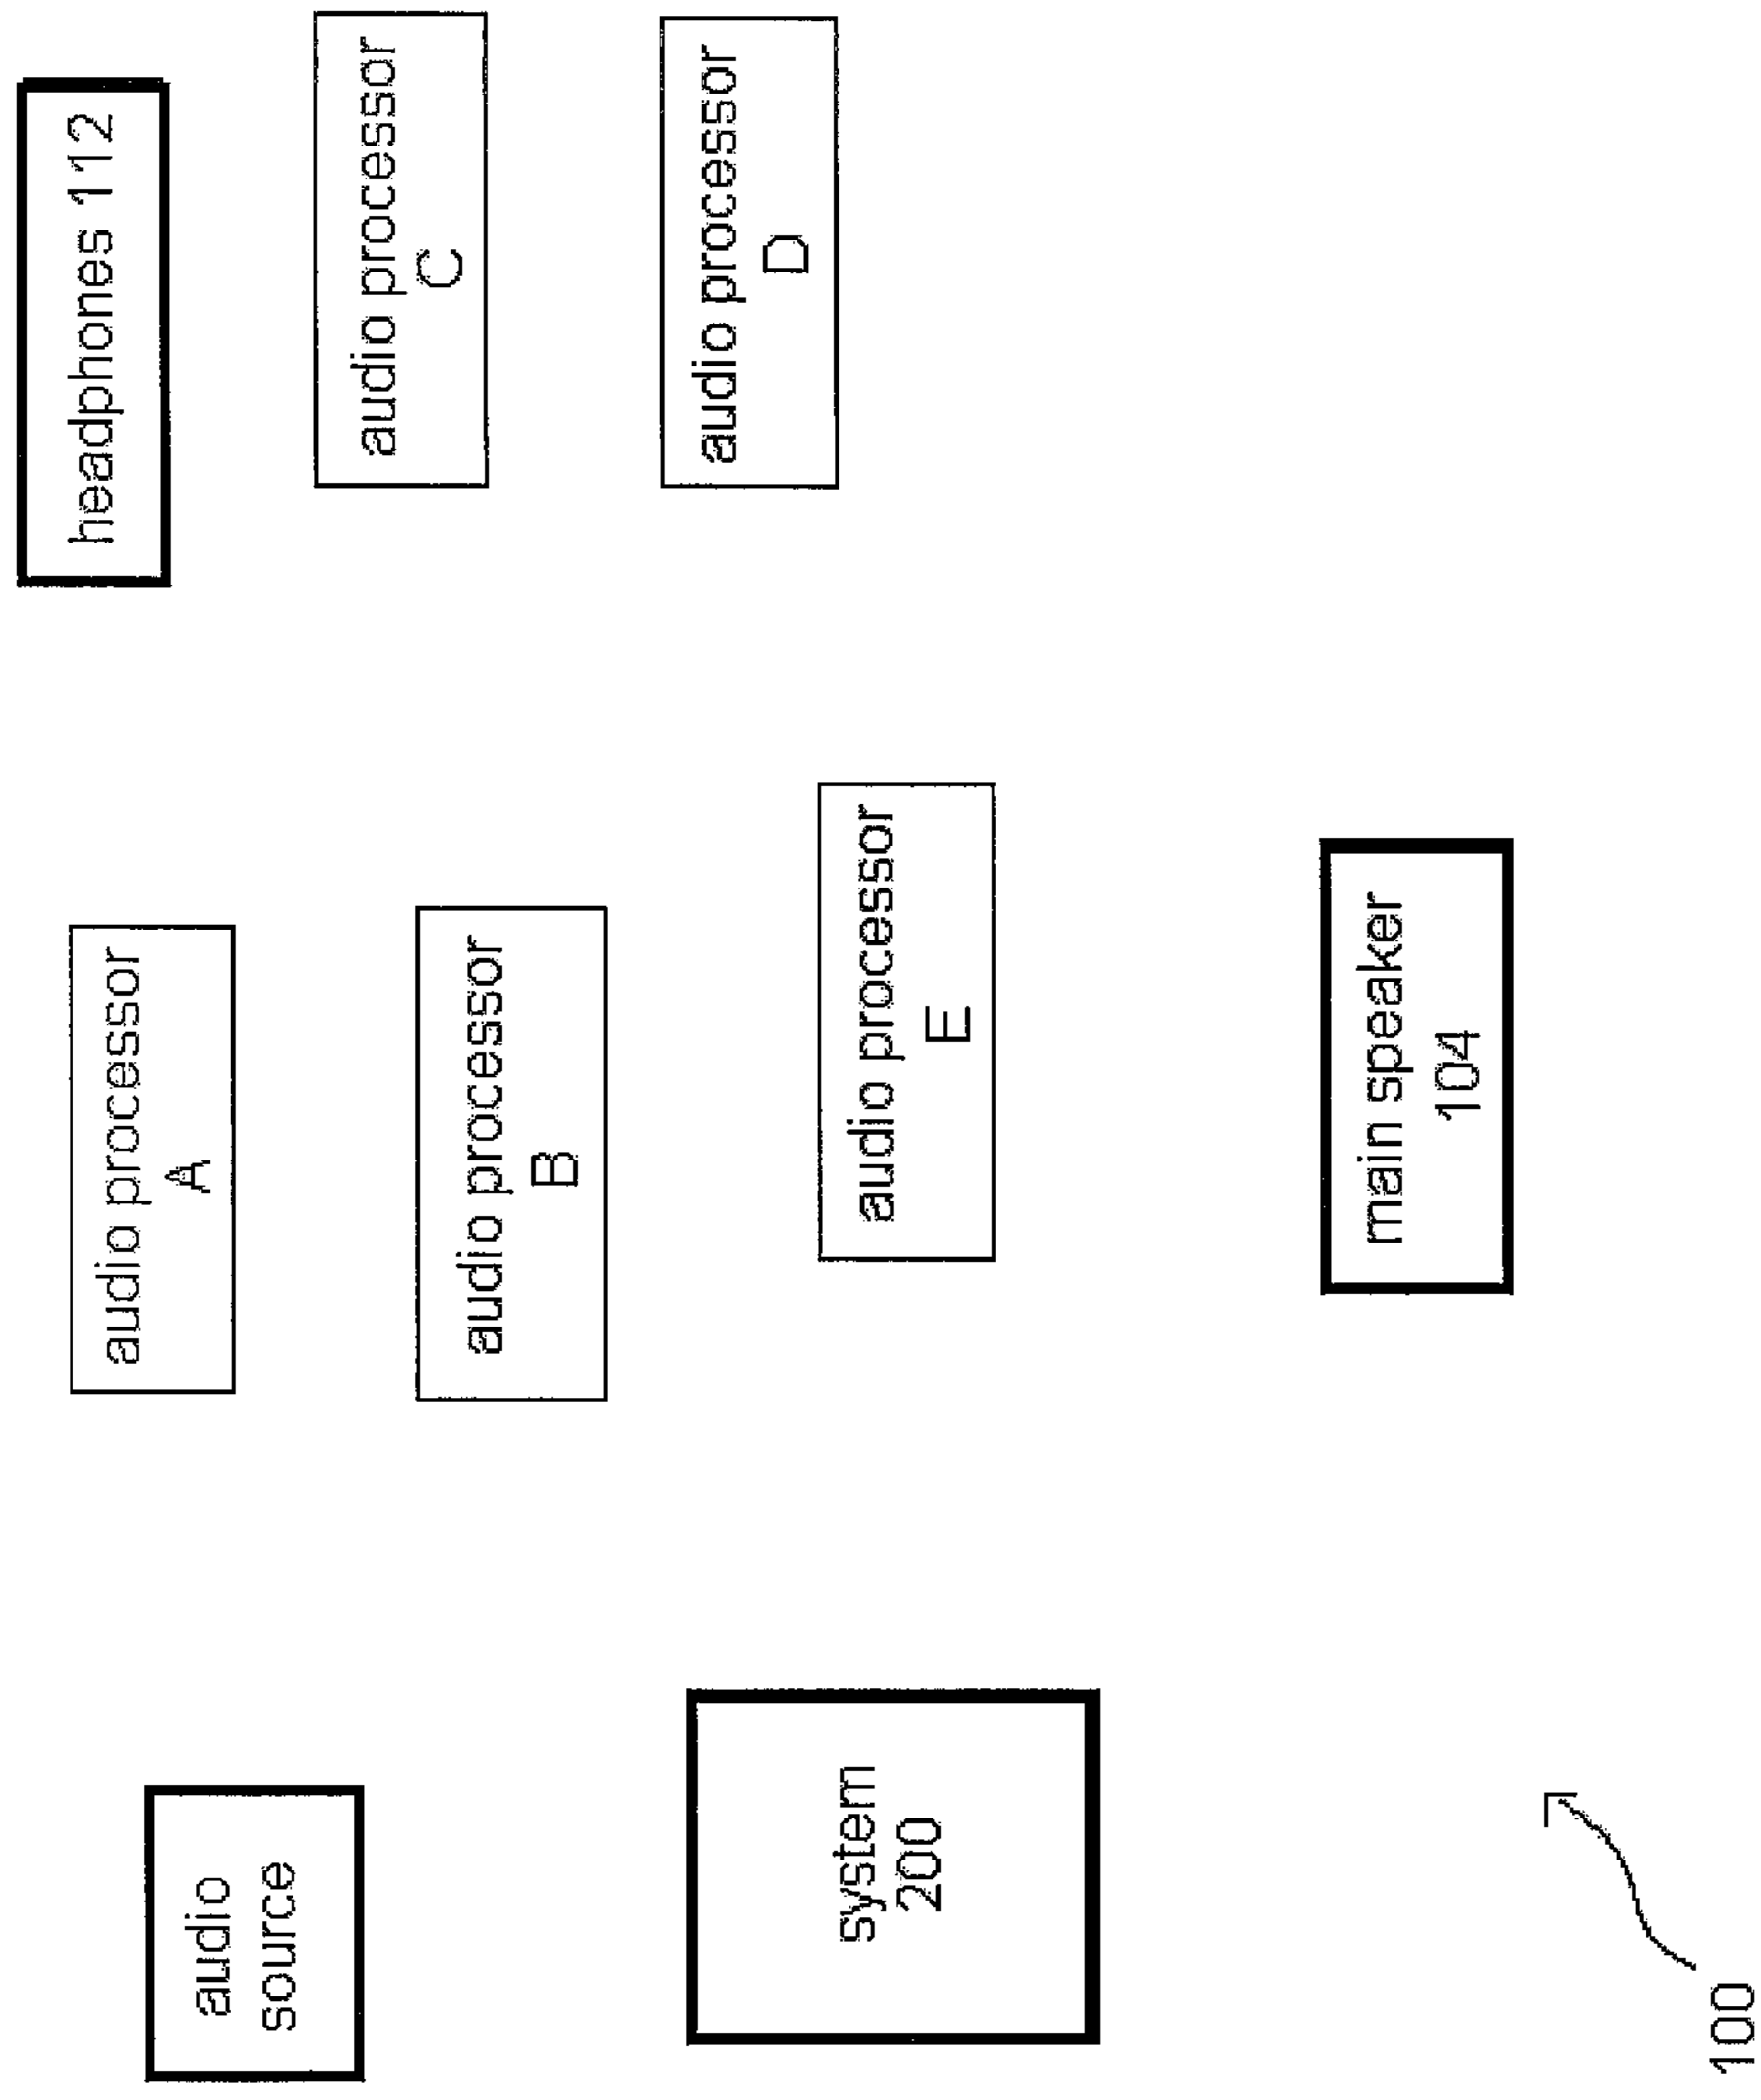 audio
source
audio processor
A
headphones 112
audio processor
C
audio processor
B
audio processor
D
system
200
audio processor
E
main speaker
104
100